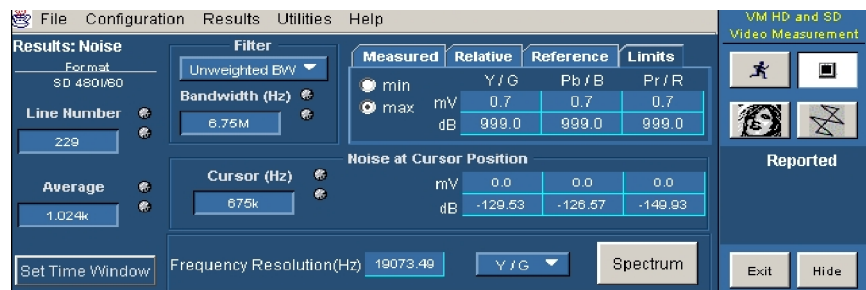 File Configuration Results Utilities Help
VM HD and SD
Video Measurement
Results: Noise
Format
SD 480I/60
Line Number
229
Average
1.024k
Set Time Window
Filter
Unweighted BW
Bandwidth (Hz)
6.75M
Measured Relative Reference Limits
min
max
Y/G Pb/B Pr/R
mV 0.7 0.7 0.7
dB 999.0 999.0 999.0
Noise at Cursor Position
Cursor (Hz)
675k
mV 0.0 0.0 0.0
dB -129.53 -126.57 -149.93
Frequency Resolution(Hz) 19073.49 Y/G Spectrum
Reported
Exit Hide